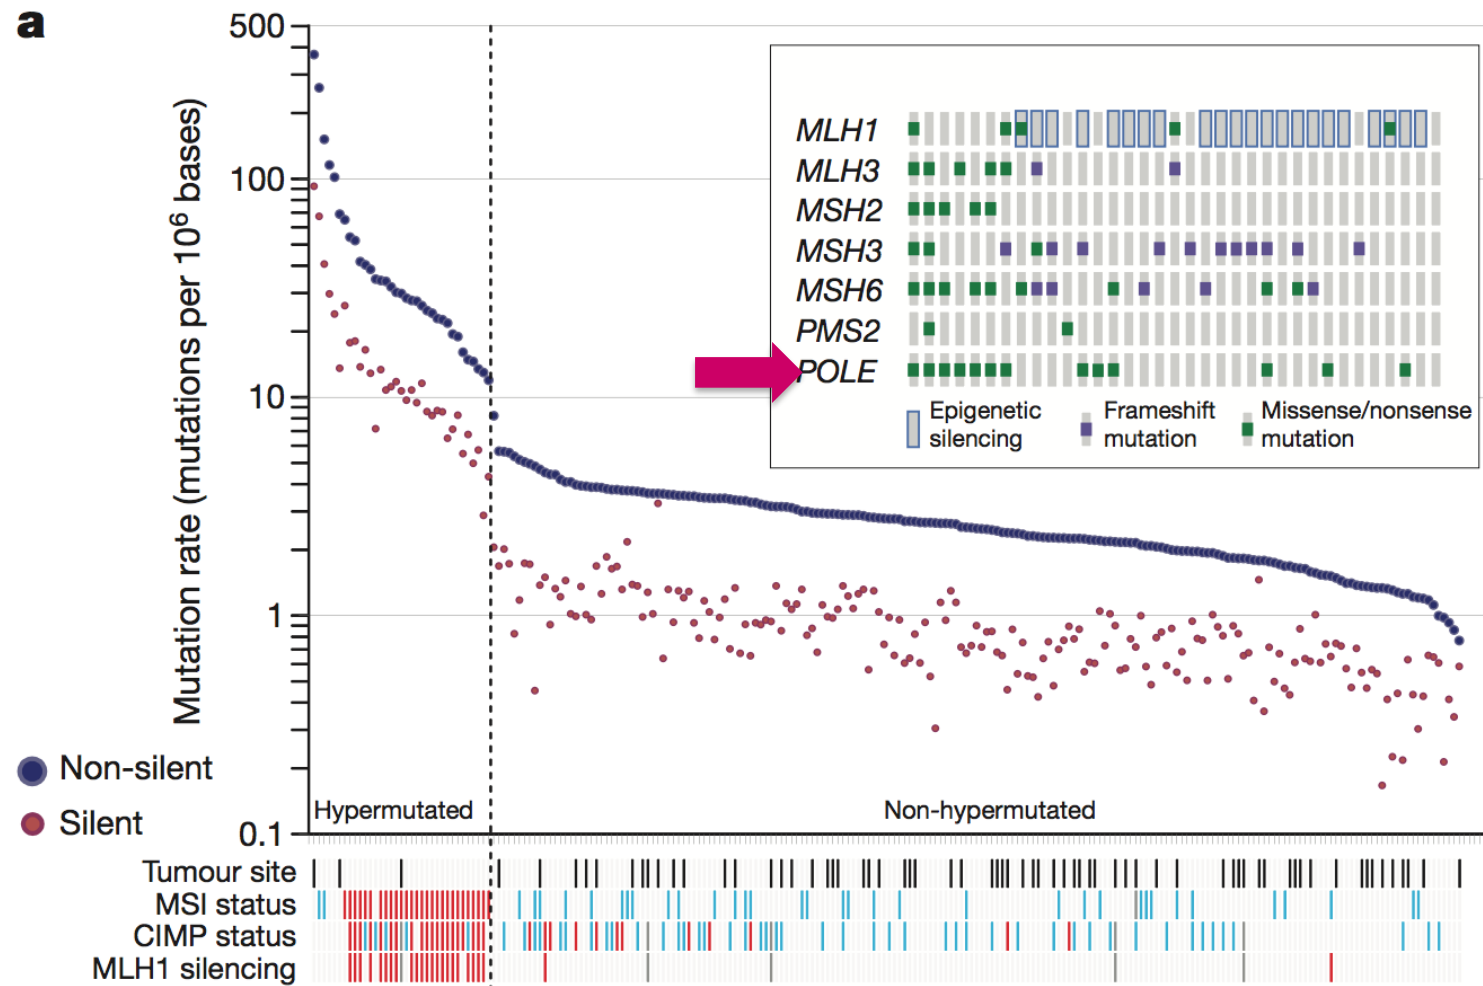 a
Mutation rate (mutations per 10⁶ bases)
500
100
10
1
0.1
MLH1
MLH3
MSH2
MSH3
MSH6
PMS2
POLE
Epigenetic
silencing
Frameshift
mutation
Missense/nonsense
mutation
Non-silent
Silent
Hypermutated
Non-hypermutated
Tumour site
MSI status
CIMP status
MLH1 silencing